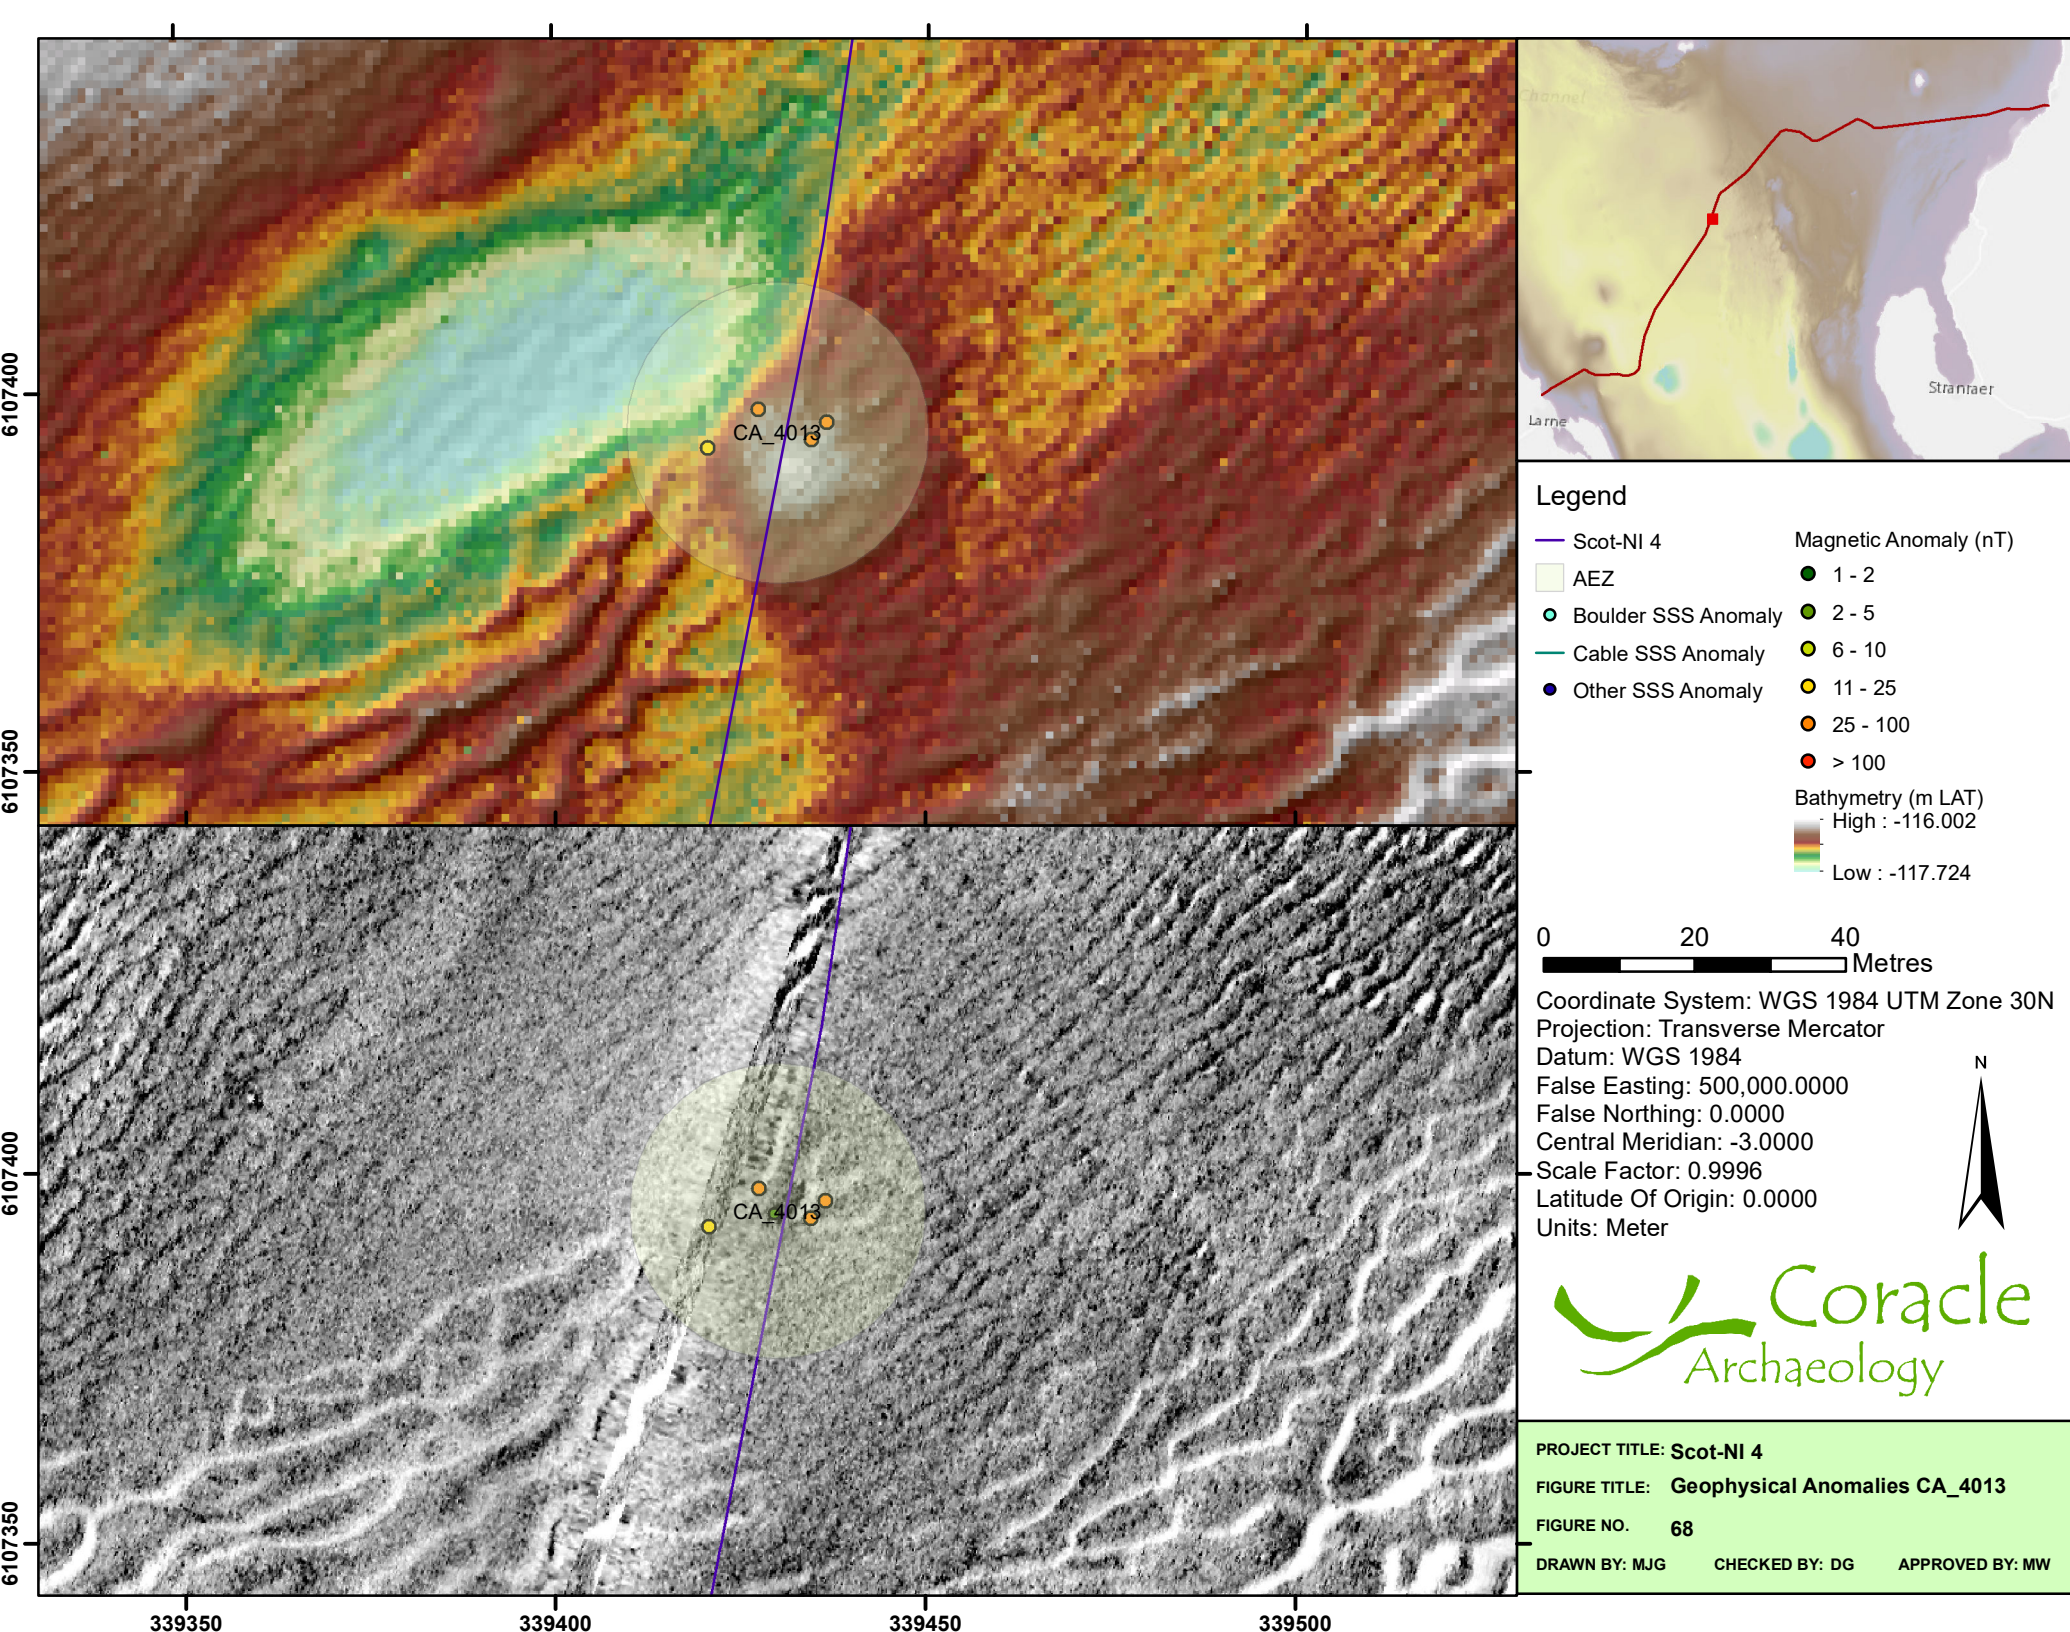 6107400
CA_4013
6107350
6107400
CA_4013
6107350
339350
339400
339450
339500
Channel
Larne
Stranraer
Legend
Scot-NI 4
AEZ
Boulder SSS Anomaly
Cable SSS Anomaly
Other SSS Anomaly
Magnetic Anomaly (nT)
1 - 2
2 - 5
6 - 10
11 - 25
25 - 100
> 100
Bathymetry (m LAT)
High : -116.002
Low : -117.724
0 20 40
Metres
Coordinate System: WGS 1984 UTM Zone 30N
Projection: Transverse Mercator
Datum: WGS 1984
False Easting: 500,000.0000
False Northing: 0.0000
Central Meridian: -3.0000
Scale Factor: 0.9996
Latitude Of Origin: 0.0000
Units: Meter
N
Coracle
Archaeology
PROJECT TITLE: Scot-NI 4
FIGURE TITLE: Geophysical Anomalies CA_4013
FIGURE NO. 68
DRAWN BY: MJG CHECKED BY: DG APPROVED BY: MW